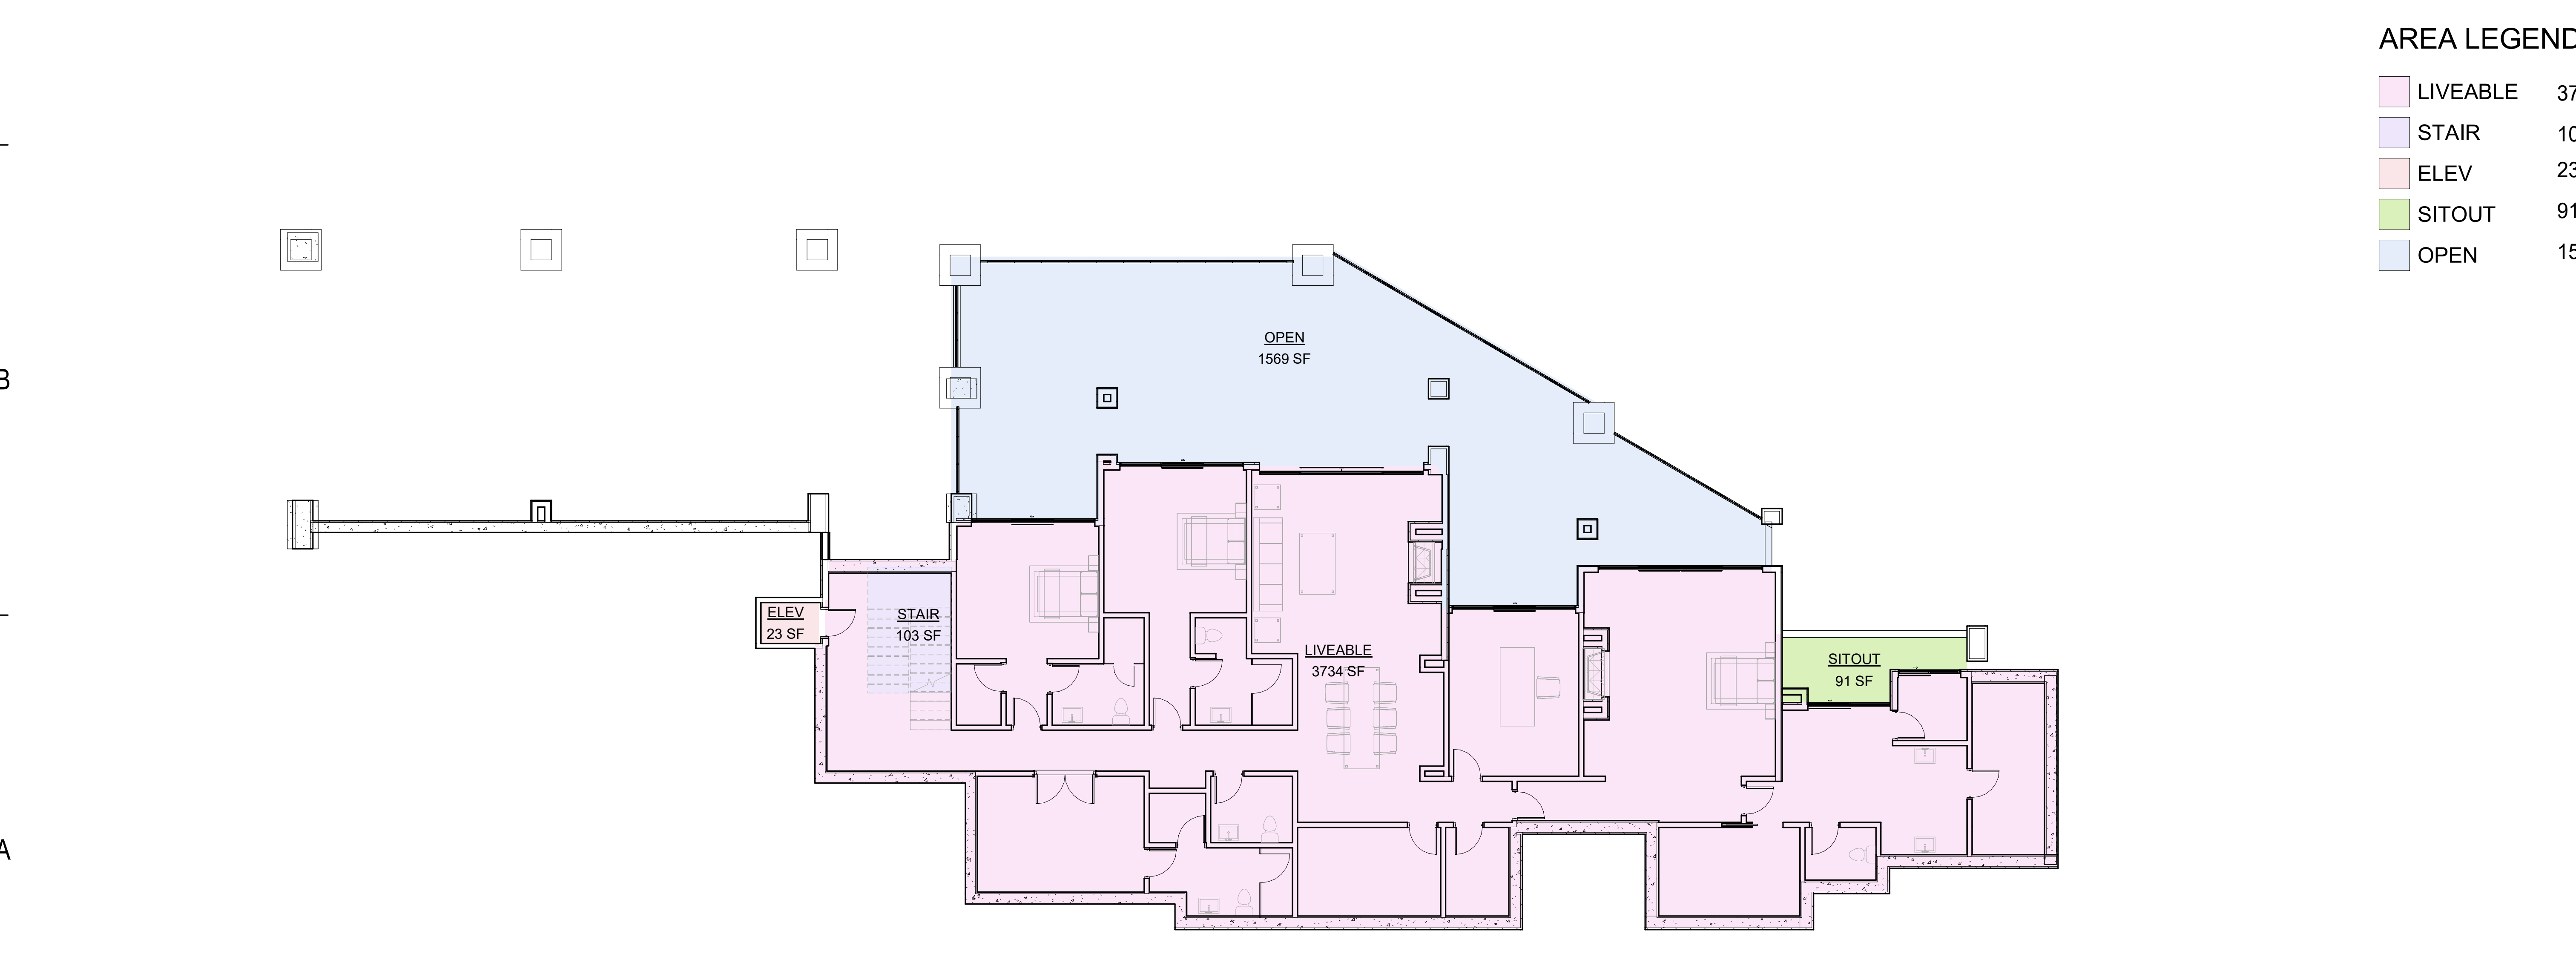 AREA LEGEND
LIVEABLE 37
STAIR 10
ELEV 23
SITOUT 91
OPEN 15
B
OPEN
1569 SF
ELEV
23 SF
STAIR
103 SF
LIVEABLE
3734 SF
SITOUT
91 SF
A